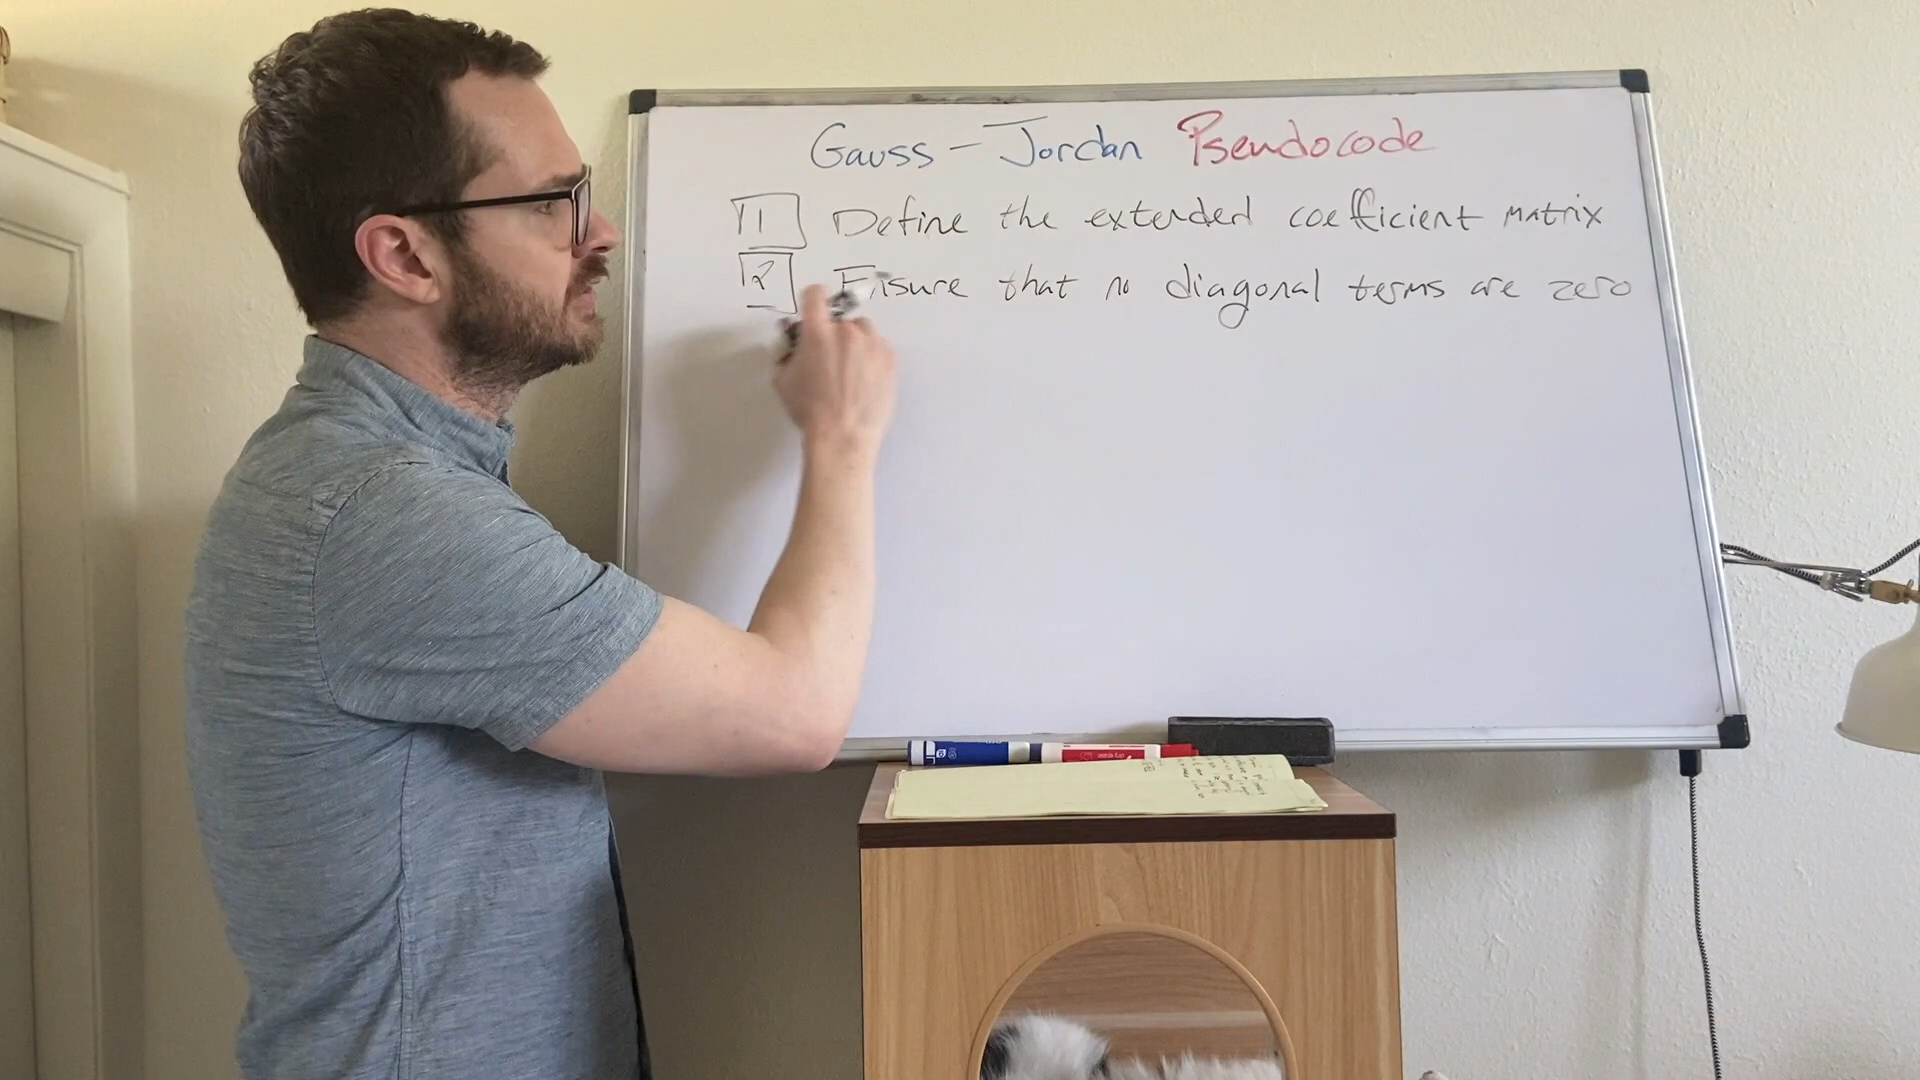 Gauss - Jordan Pseudocode
1 Define the extended coefficient matrix
2 Ensure that no diagonal terms are zero